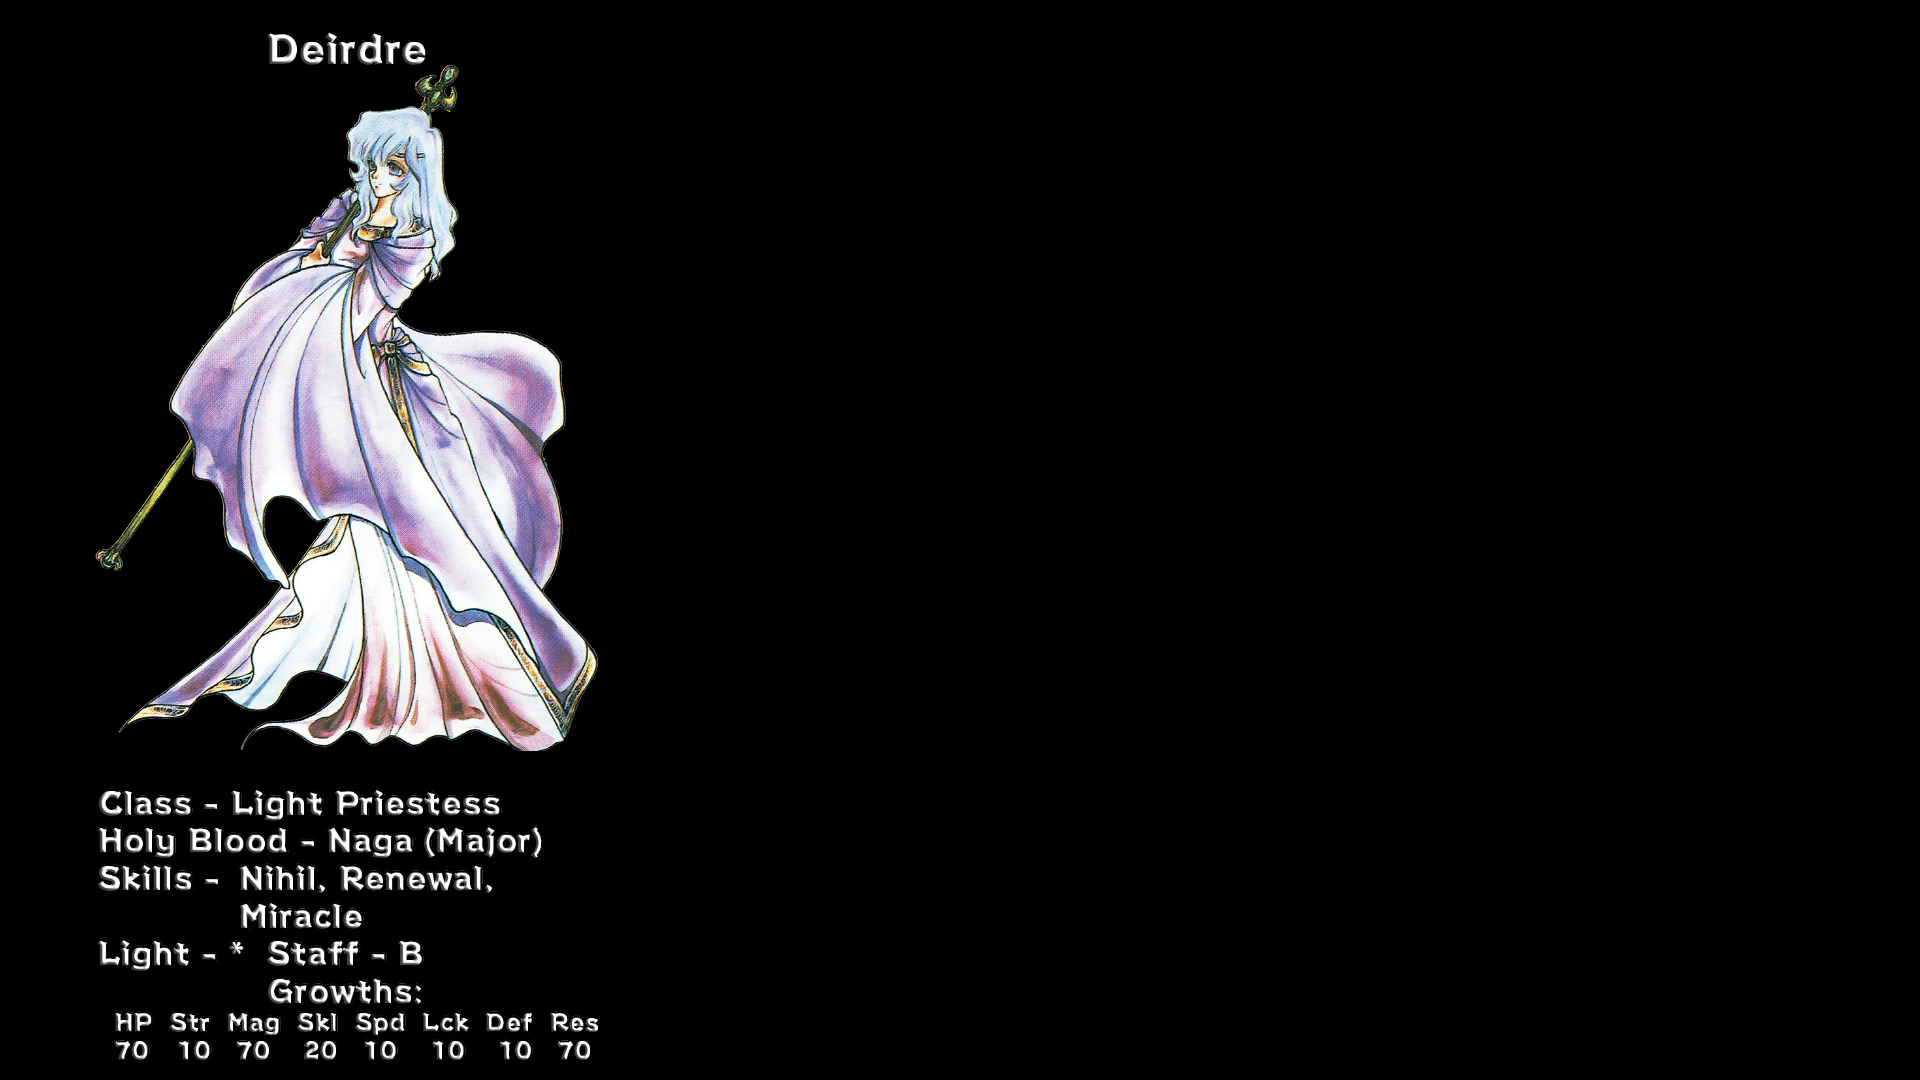 Deirdre
Class - Light Priestess
Holy Blood - Naga (Major)
Skills - Nihil, Renewal,
Miracle
Light - * Staff - B
Growths:
HP Str Mag Skl Spd Lck Def Res
70 10 70 20 10 10 10 70